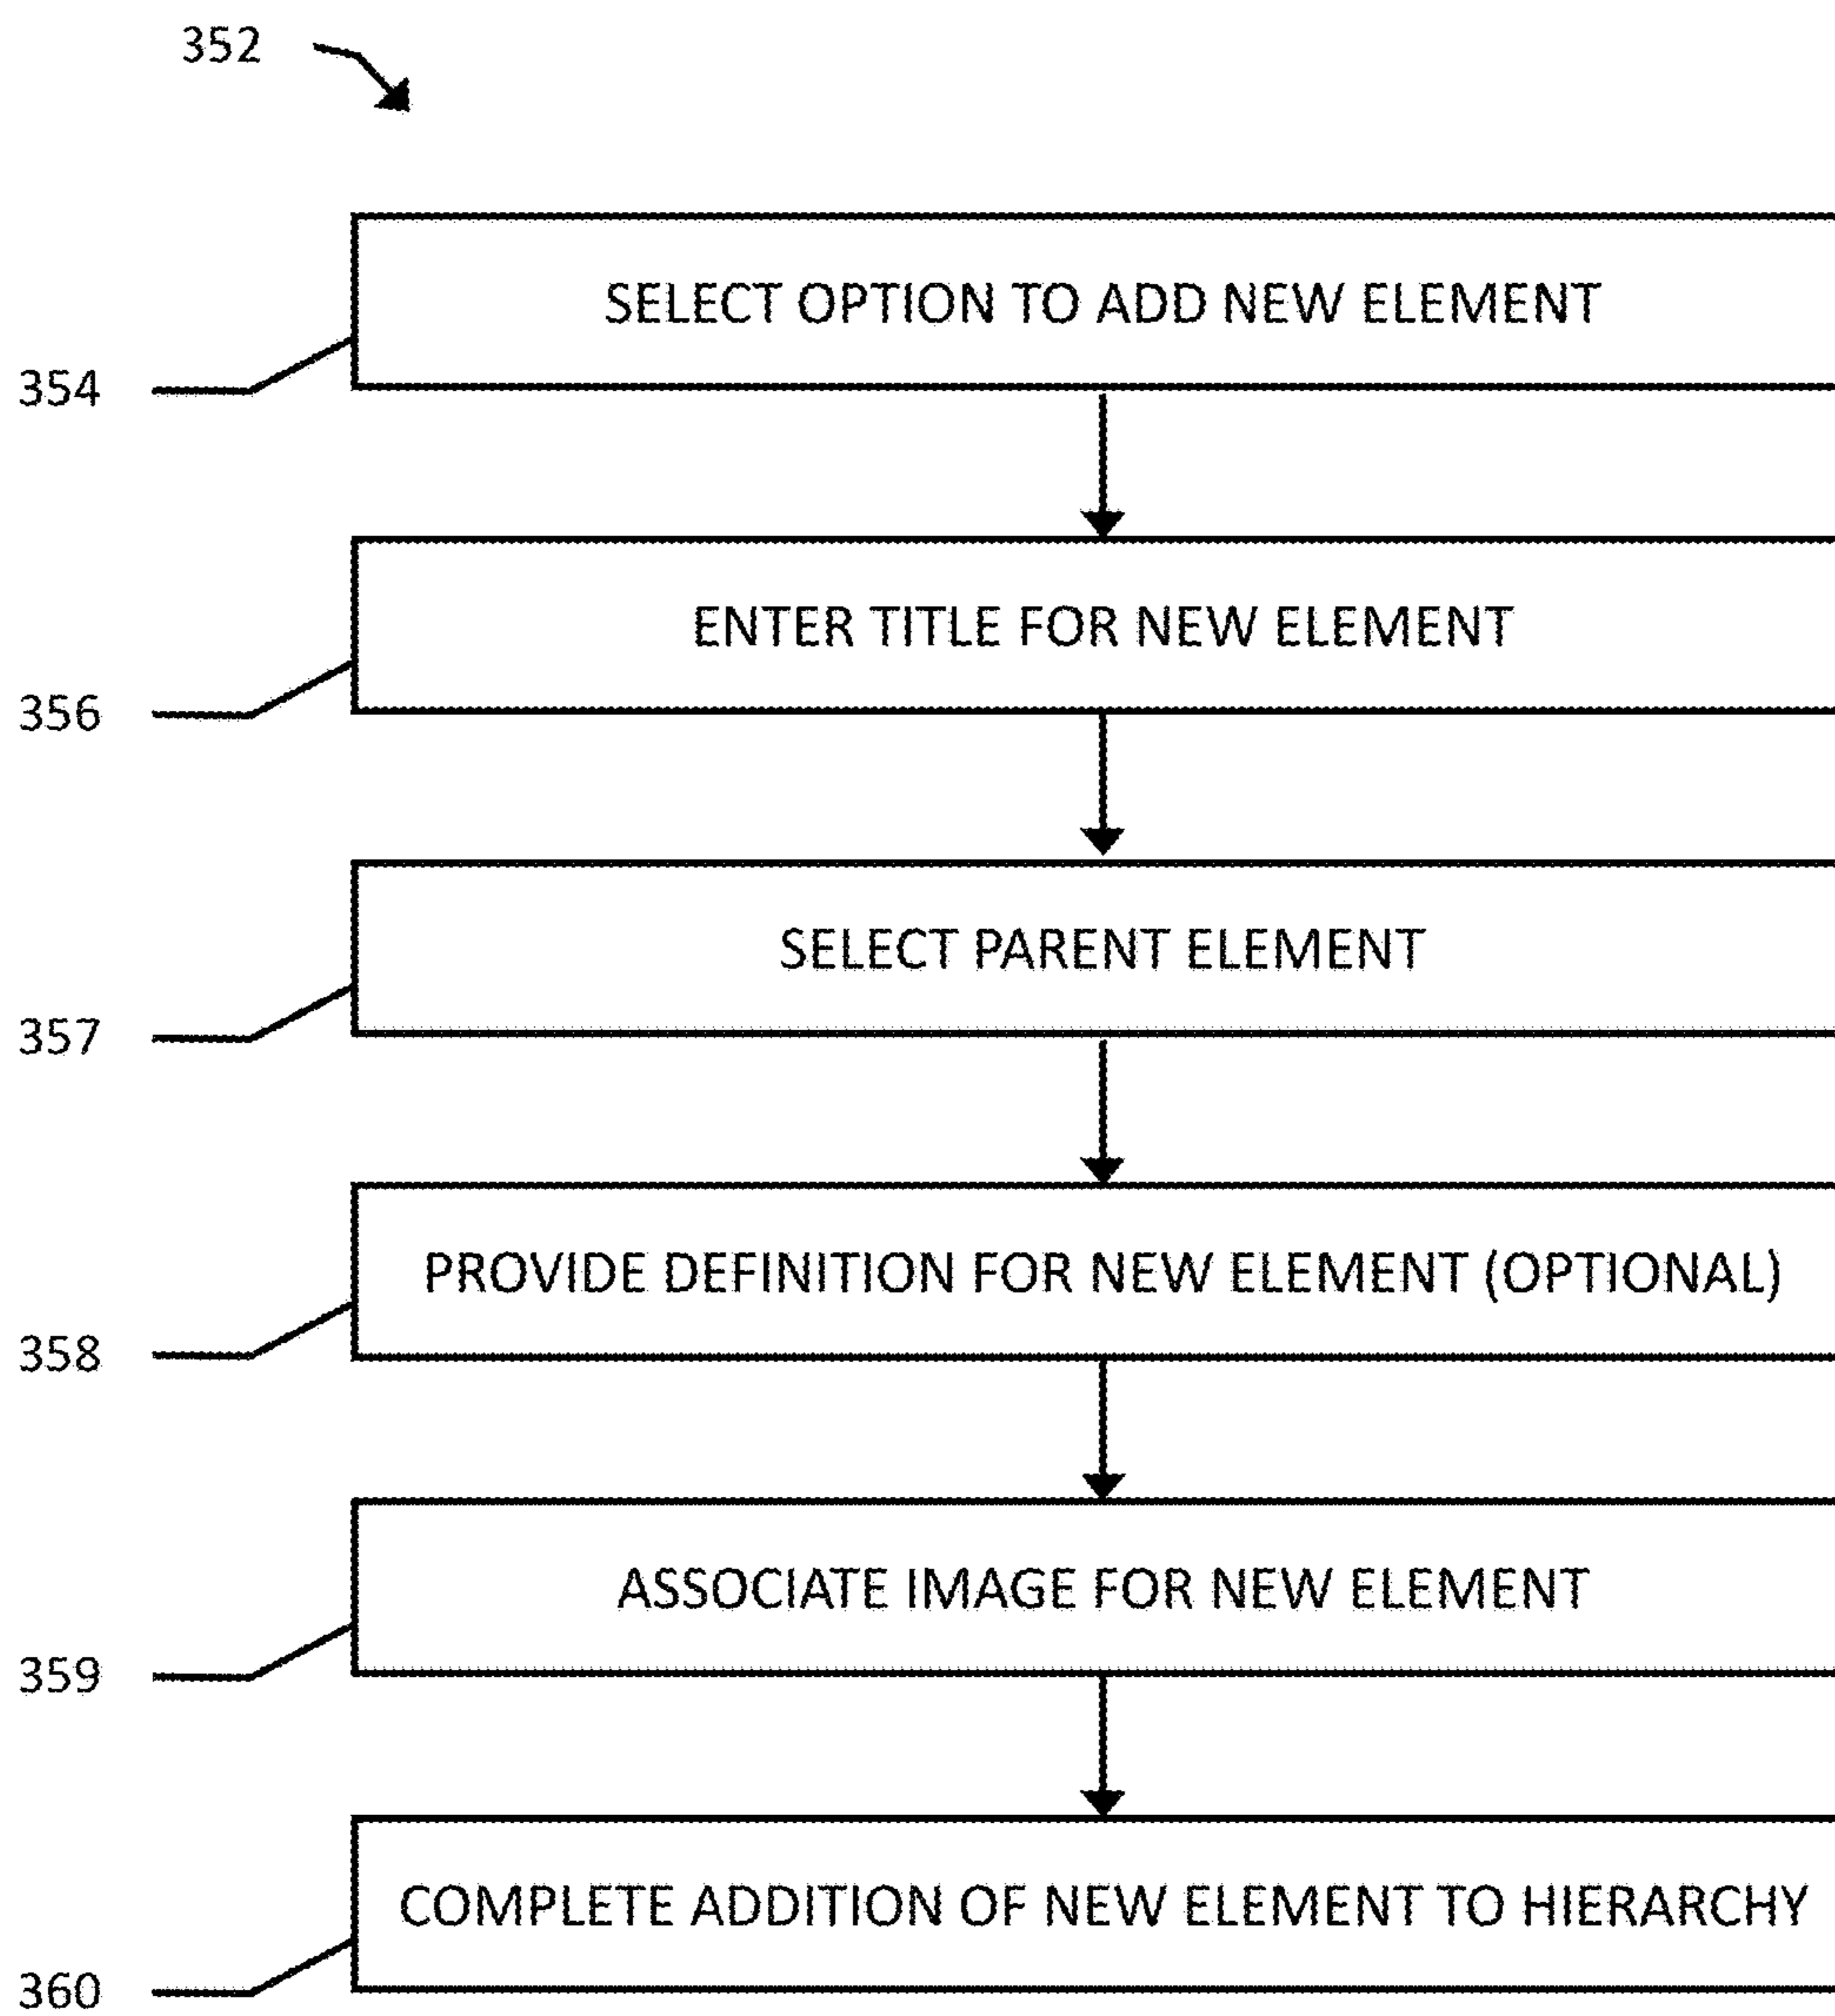 352
SELECT OPTION TO ADD NEW ELEMENT
354
ENTER TITLE FOR NEW ELEMENT
356
SELECT PARENT ELEMENT
357
PROVIDE DEFINITION FOR NEW ELEMENT (OPTIONAL)
358
ASSOCIATE IMAGE FOR NEW ELEMENT
359
COMPLETE ADDITION OF NEW ELEMENT TO HIERARCHY
360